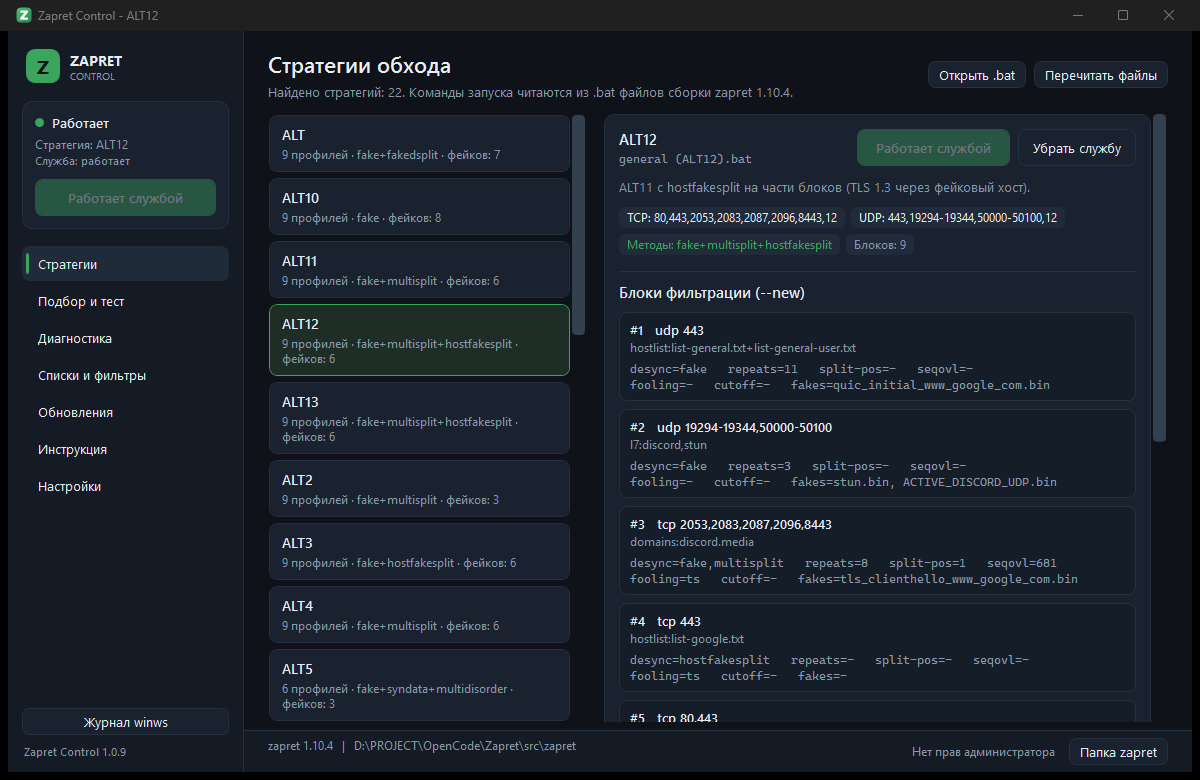 Z Zapret Control - ALT12
Z
ZAPRET
CONTROL
Работает
Стратегия: ALT12
Служба: работает
Работает службой
Стратегии
Подбор и тест
Диагностика
Списки и фильтры
Обновления
Инструкция
Настройки
Журнал winws
Zapret Control 1.0.9
Стратегии обхода
Найдено стратегий: 22. Команды запуска читаются из .bat файлов сборки zapret 1.10.4.
Открыть .bat
Перечитать файлы
ALT
9 профилей · fake+fakedsplit · фейков: 7
ALT10
9 профилей · fake · фейков: 8
ALT11
9 профилей · fake+multisplit · фейков: 6
ALT12
9 профилей · fake+multisplit+hostfakesplit ·
фейков: 6
ALT13
9 профилей · fake+multisplit+hostfakesplit ·
фейков: 6
ALT2
9 профилей · fake+multisplit · фейков: 3
ALT3
9 профилей · fake+hostfakesplit · фейков: 6
ALT4
9 профилей · fake+multisplit · фейков: 6
ALT5
6 профилей · fake+syndata+multidisorder ·
фейков: 3
ALT12
general (ALT12).bat
Работает службой
Убрать службу
ALT11 с hostfakesplit на части блоков (TLS 1.3 через фейковый хост).
TCP: 80,443,2053,2083,2087,2096,8443,12
UDP: 443,19294-19344,50000-50100,12
Методы: fake+multisplit+hostfakesplit
Блоков: 9
Блоки фильтрации (--new)
#1 udp 443
hostlist:list-general.txt+list-general-user.txt
desync=fake repeats=11 split-pos=- seqovl=-
fooling=- cutoff=- fakes=quic_initial_www_google_com.bin
#2 udp 19294-19344,50000-50100
l7:discord,stun
desync=fake repeats=3 split-pos=- seqovl=-
fooling=- cutoff=- fakes=stun.bin, ACTIVE_DISCORD_UDP.bin
#3 tcp 2053,2083,2087,2096,8443
domains:discord.media
desync=fake,multisplit repeats=8 split-pos=1 seqovl=681
fooling=ts cutoff=- fakes=tls_clienthello_www_google_com.bin
#4 tcp 443
hostlist:list-google.txt
desync=hostfakesplit repeats=- split-pos=- seqovl=-
fooling=ts cutoff=- fakes=-
#5 tcp 80,443
zapret 1.10.4 | D:\PROJECT\OpenCode\Zapret\src\zapret
Нет прав администратора
Папка zapret